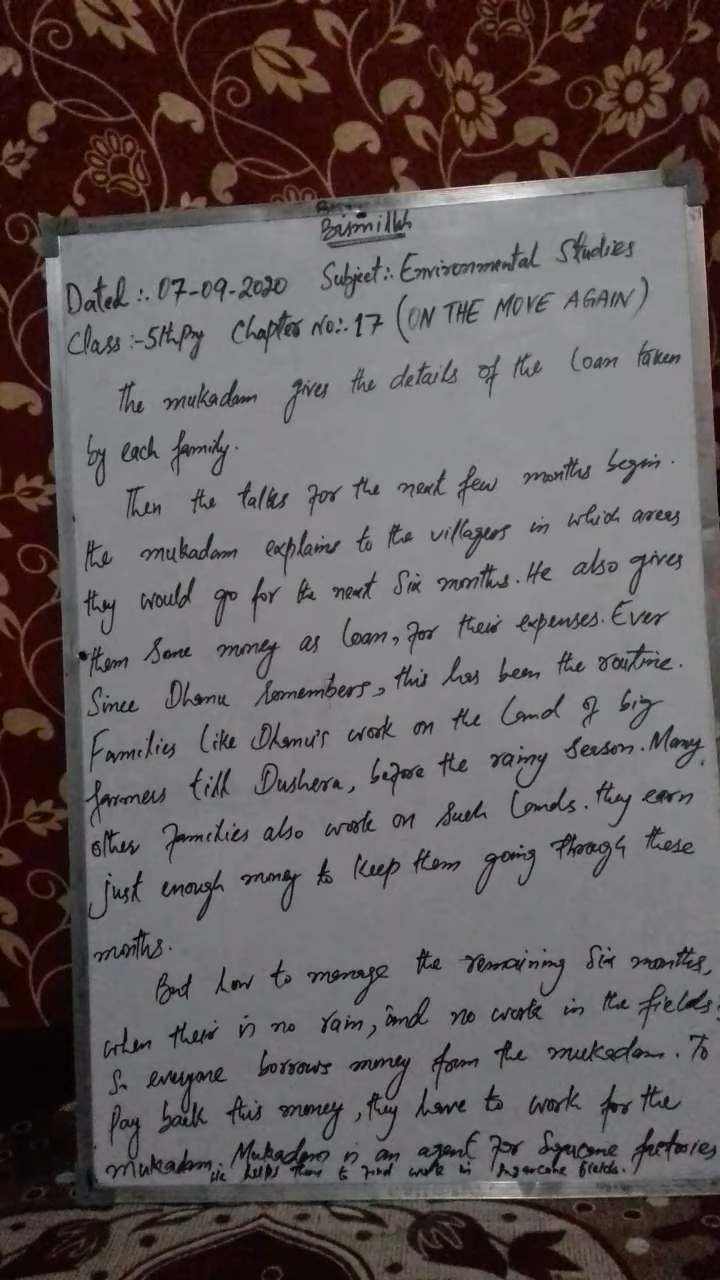 Bismillah
Dated:. 07-09-2020 Subject:. Environmental Studies
Class:-5th Pry Chapter No:. 17 (ON THE MOVE AGAIN)
The mukadam gives the details of the loan taken
by each family.
Then the talks for the next few months begin.
the mukadam explains to the villagers in which areas
they would go for the next Six months. He also gives
them Some money as loan, for their expenses. Ever
Since Dhanu remembers, this has been the routine.
Families like Dhanu's work on the land of big
farmers till Dushera, before the rainy Season. Many
other families also work on Such lands. they earn
just enough money to keep them going through these
months.
But how to manage the remaining Six months,
when their is no rain, and no work in the fields?
So everyone borrows money from the mukadam. To
Pay back this money, they have to work for the
mukadam. Mukadam is an agent for Sgucane factories
He helps them to find work in Sugarcane fields.